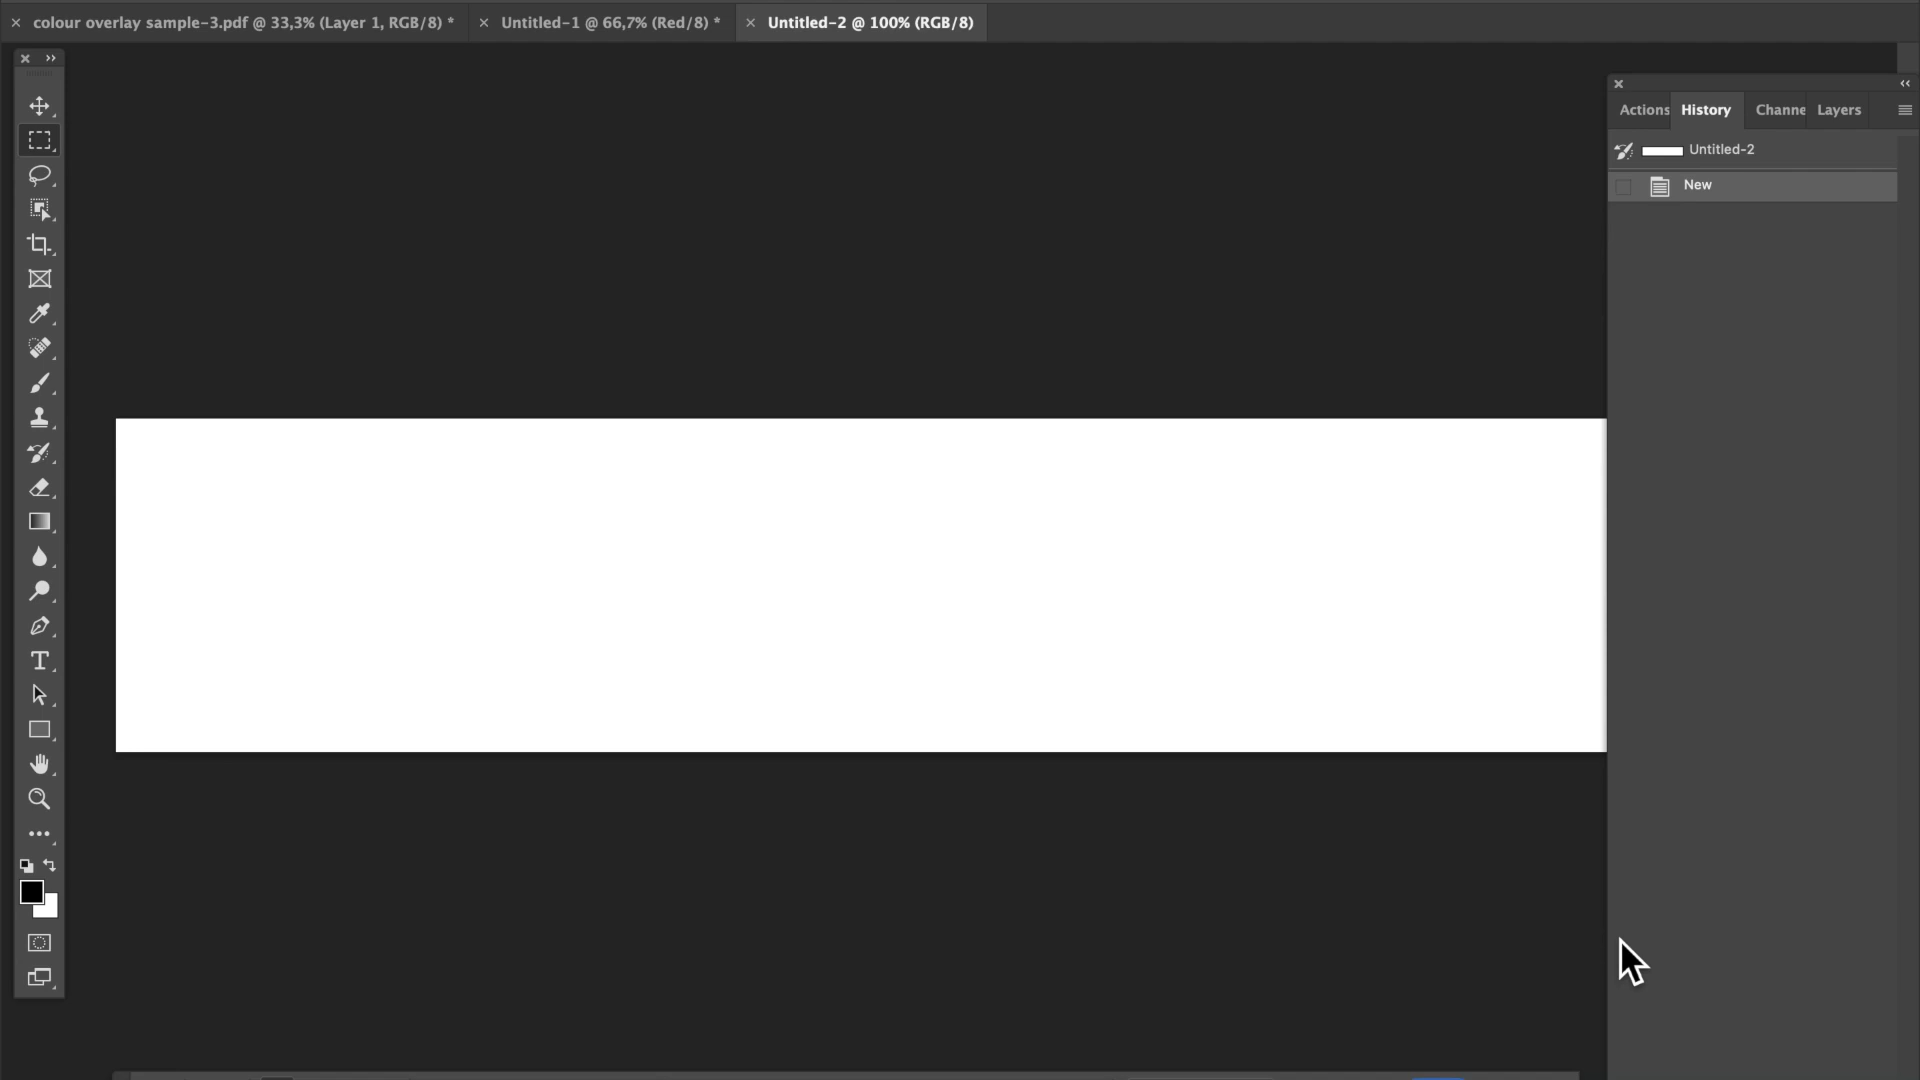 colour overlay sample-3.pdf @ 33,3% (Layer 1, RGB/8) *
Untitled-1 @ 66,7% (Red/8) *
Untitled-2 @ 100% (RGB/8)
Actions
History
Channe
Layers
Untitled-2
New